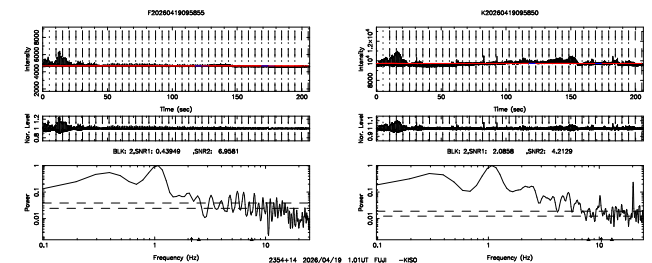 F20260419095855
K20260419095850
Intensity
2000 4000 6000 8000
0 50 100 150 200
Time (sec)
Intensity
8000 10⁴ 1.2×10⁴
0 50 100 150 200
Time (sec)
Nor. Level
0.8 1 1.2
Nor. Level
0.9 1 1.1
BLK: 2,SNR1: 0.43949 ,SNR2: 6.9581
BLK: 2,SNR1: 2.0858 ,SNR2: 4.2129
Power
1
0.1
0.01
0.1 1 10
Frequency (Hz)
Power
1
0.1
0.01
0.1 1 10
Frequency (Hz)
2354+14 2026/04/19 1.01UT FUJI -KISO